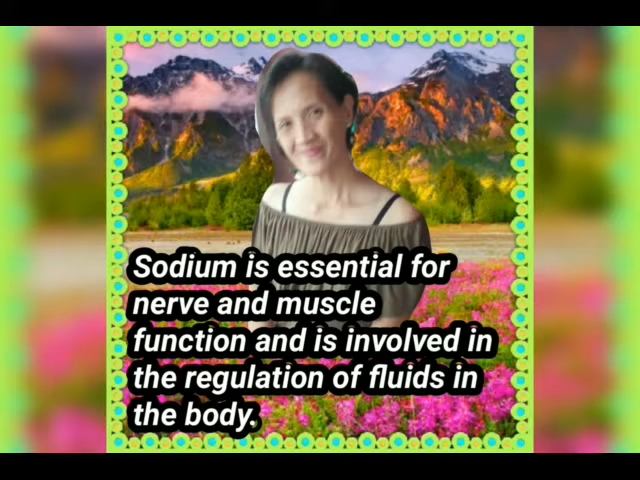 Sodium is essential for
nerve and muscle
function and is involved in
the regulation of fluids in
the body.